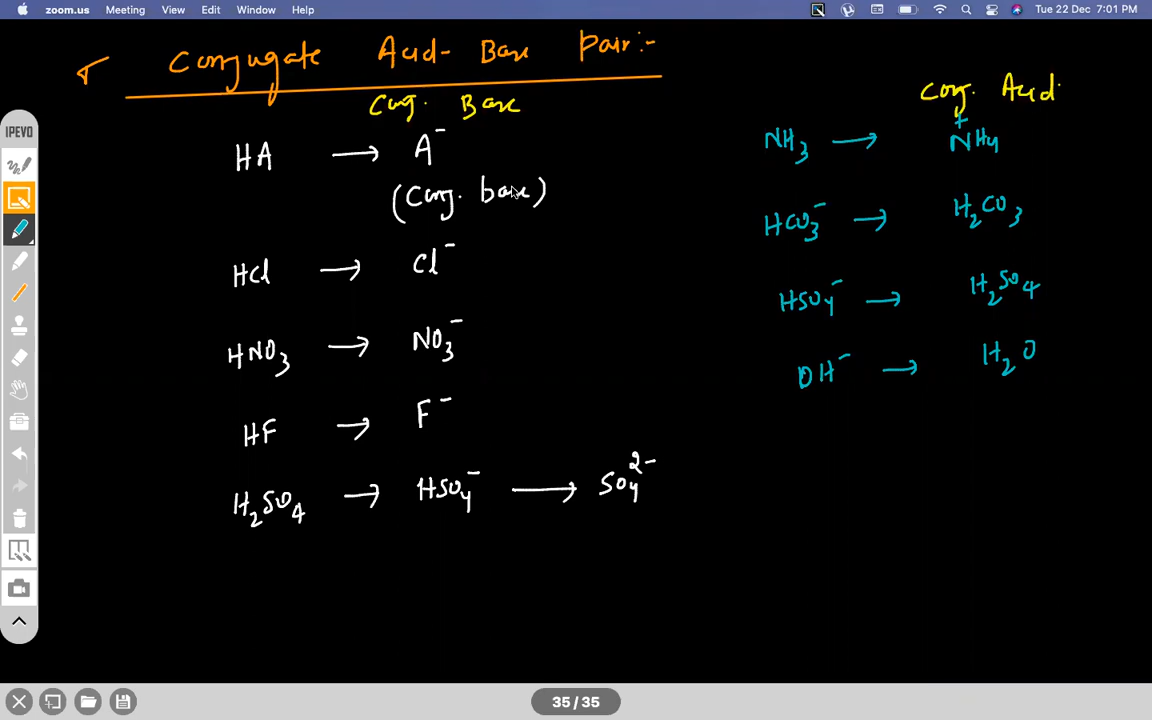 zoom.us Meeting View Edit Window Help Tue 22 Dec 7:01 PM
Conjugate Acid-Base Pair:-
IPEVO
Conj. Base
HA → A⁻
(Conj. base)
HCl → Cl⁻
HNO₃ → NO₃⁻
HF → F⁻
H₂SO₄ → HSO₄⁻ → SO₄²⁻
Conj. Acid
NH₃ → N⁺H₄
HCO₃⁻ → H₂CO₃
HSO₄⁻ → H₂SO₄
OH⁻ → H₂O
35/35